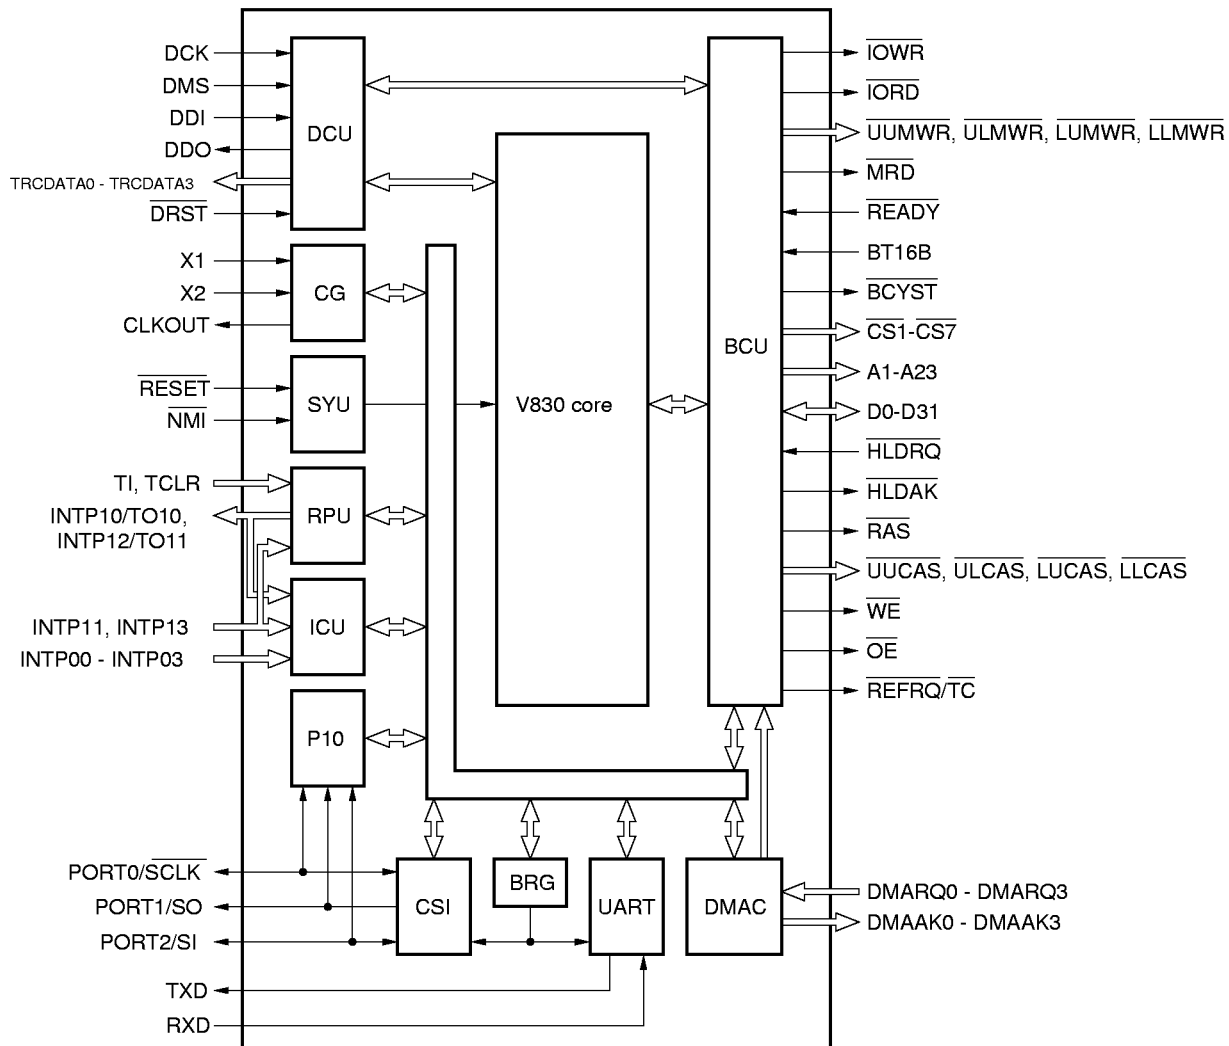 DCK
DMS
DDI
DDO
TRCDATA0 - TRCDATA3
DRST
X1
X2
CLKOUT
RESET
NMI
TI, TCLR
INTP10/TO10,
INTP12/TO11
INTP11, INTP13
INTP00 - INTP03
PORT0/SCLK
PORT1/SO
PORT2/SI
TXD
RXD
DCU
CG
SYU
RPU
ICU
P10
V830 core
BCU
CSI
BRG
UART
DMAC
IOWR
IORD
UUMWR, ULMWR, LUMWR, LLMWR
MRD
READY
BT16B
BCYST
CS1-CS7
A1-A23
D0-D31
HLDRQ
HLDAK
RAS
UUCAS, ULCAS, LUCAS, LLCAS
WE
OE
REFRQ/TC
DMARQ0 - DMARQ3
DMAAK0 - DMAAK3